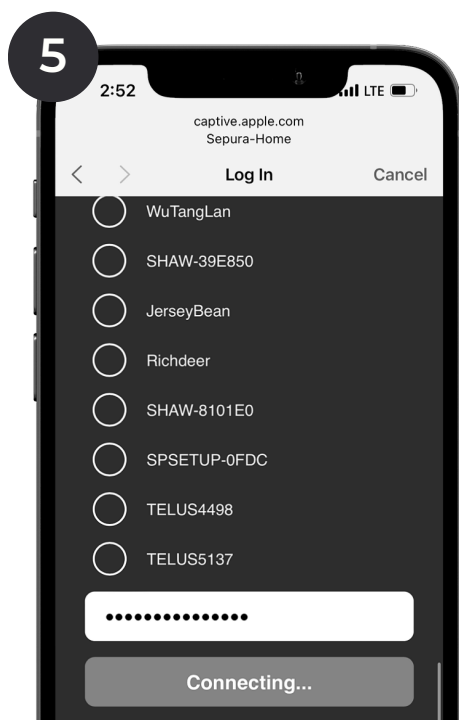 5
2:52
LTE
captive.apple.com
Sepura-Home
Log In
Cancel
WuTangLan
SHAW-39E850
JerseyBean
Richdeer
SHAW-8101E0
SPSETUP-0FDC
TELUS4498
TELUS5137
•••••••••••••••
Connecting...